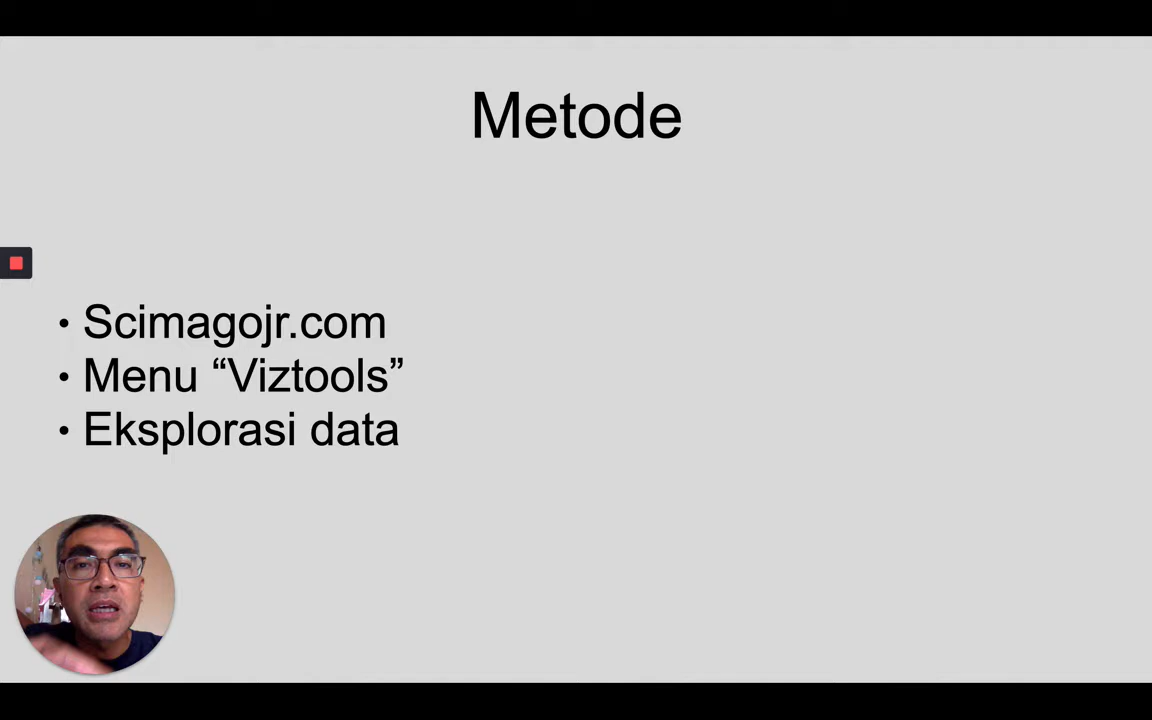 Metode
• Scimagojr.com
• Menu “Viztools”
• Eksplorasi data